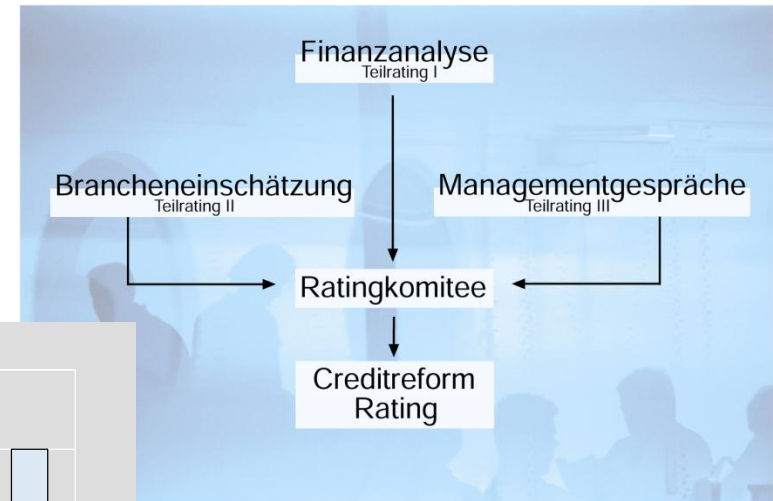 Finanzanalyse
Teilrating I
Brancheneinschätzung
Teilrating II
Managementgespräche
Teilrating III
Ratingkomitee
Creditreform
Rating